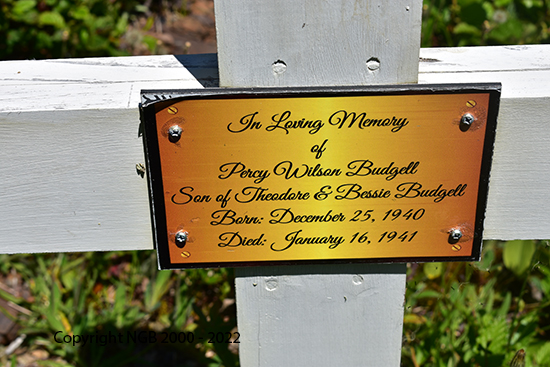 In Loving Memory
of
Percy Wilson Budgell
Son of Theodore & Bessie Budgell
Born: December 25, 1940
Died: January 16, 1941
Copyright NGB 2000 - 2022